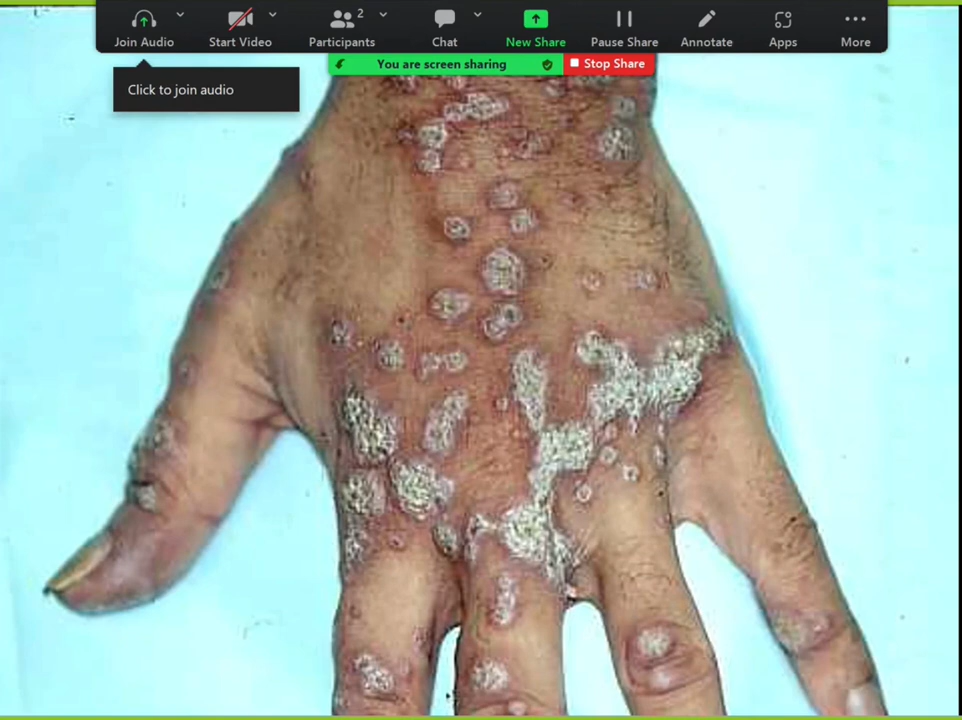 2
Join Audio Start Video Participants Chat New Share Pause Share Annotate Apps More
You are screen sharing Stop Share
Click to join audio